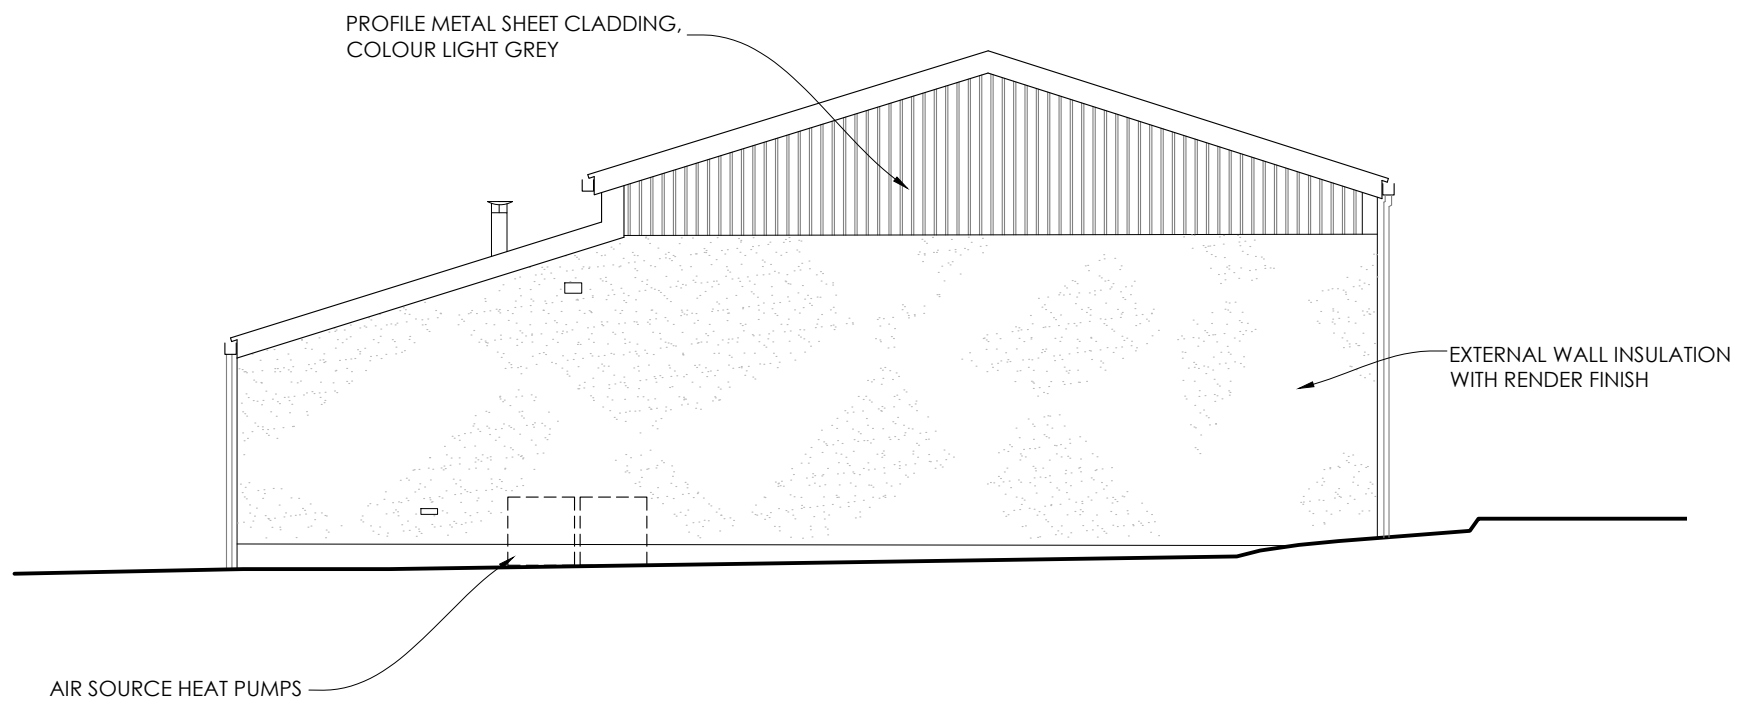 PROFILE METAL SHEET CLADDING,
COLOUR LIGHT GREY
EXTERNAL WALL INSULATION
WITH RENDER FINISH
AIR SOURCE HEAT PUMPS